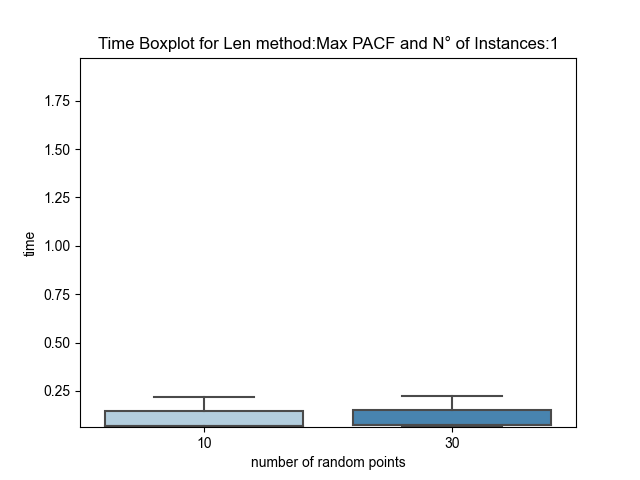 Time Boxplot for Len method:Max PACF and N° of Instances:1
1.75
1.50
1.25
1.00
0.75
0.50
0.25
time
10 30
number of random points